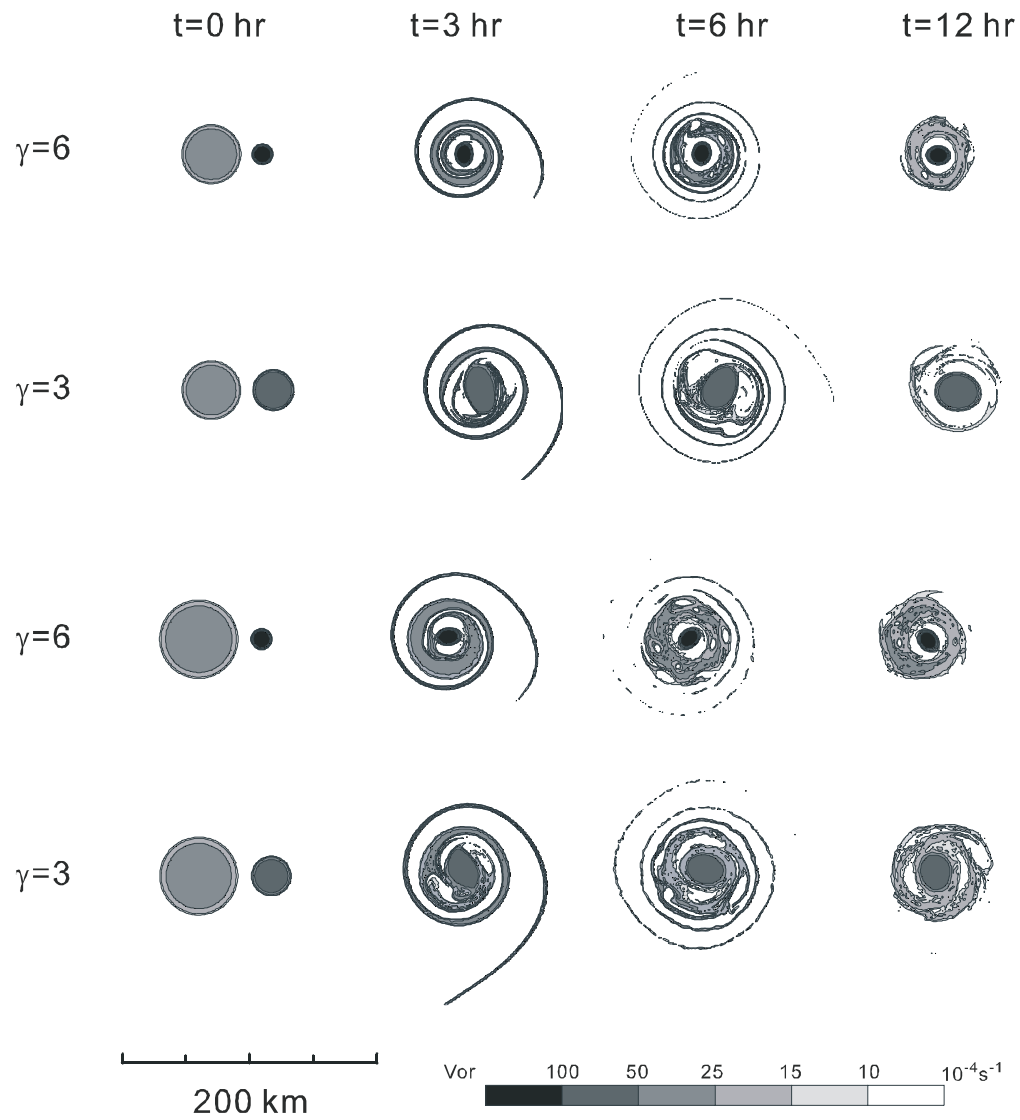 t=0 hr t=3 hr t=6 hr t=12 hr
γ=6
γ=3
γ=6
γ=3
200 km
Vor 100 50 25 15 10 10⁻⁴s⁻¹